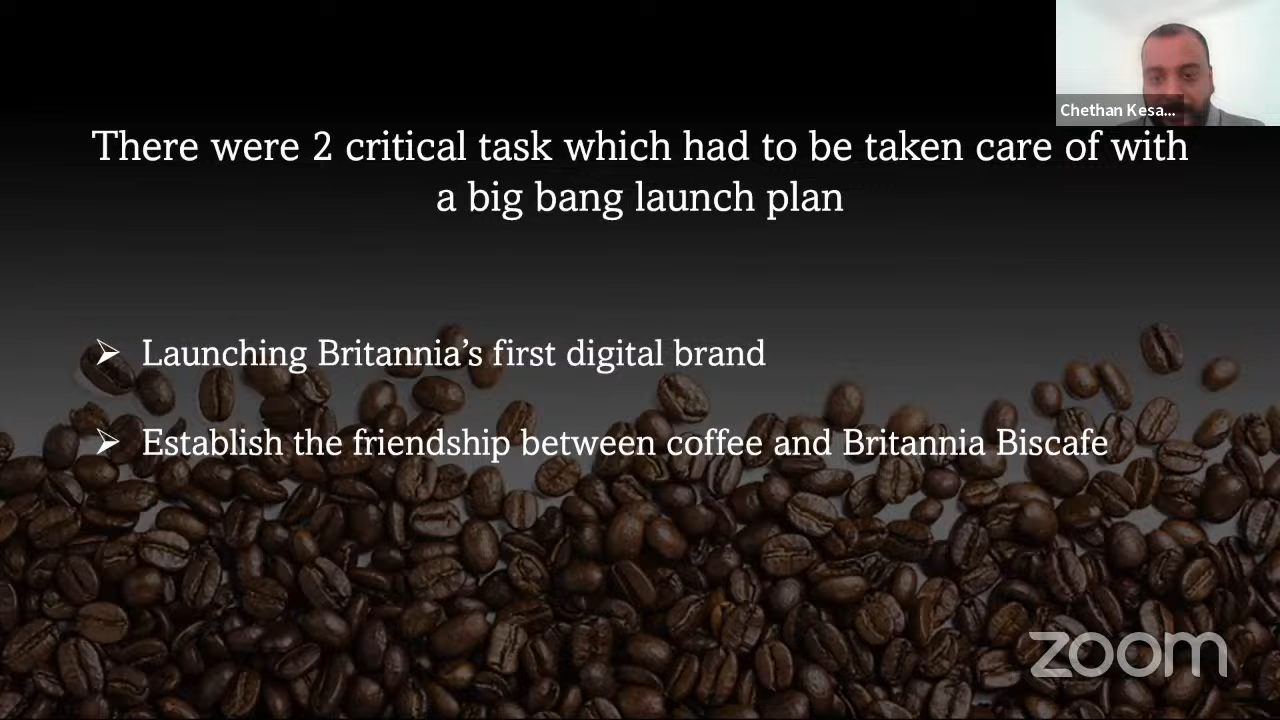 Chethan Kesa...
There were 2 critical task which had to be taken care of with
a big bang launch plan
➢ Launching Britannia’s first digital brand
➢ Establish the friendship between coffee and Britannia Biscafe
zoom